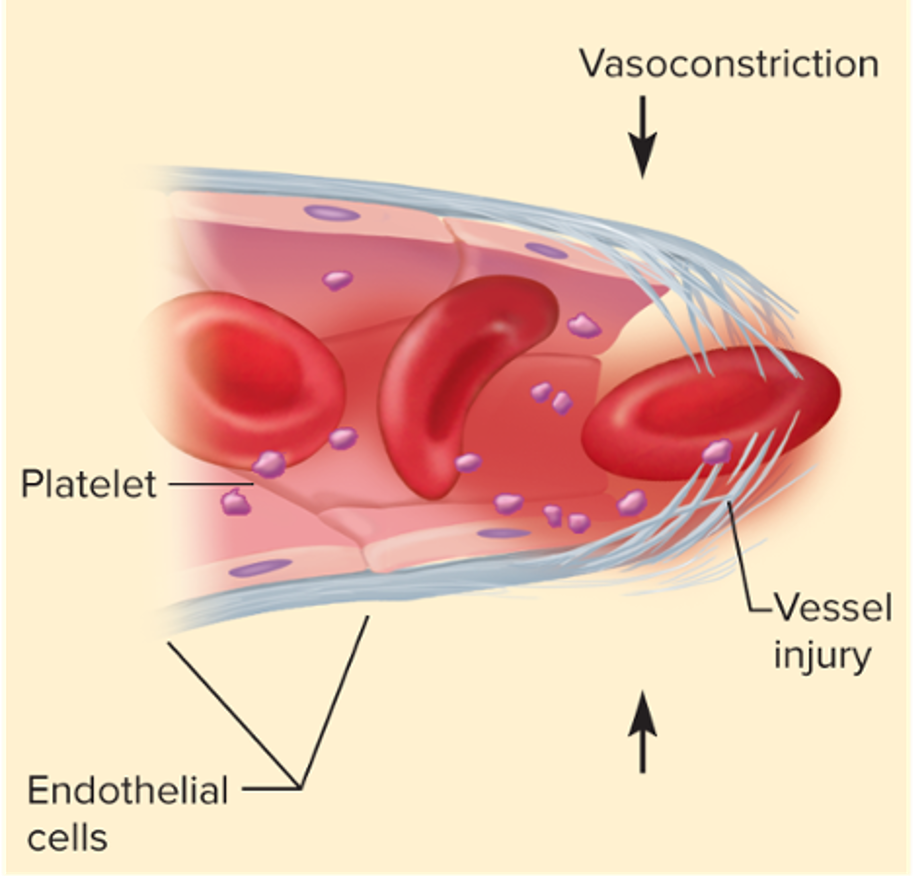 Vasoconstriction
Platelet
Vessel
injury
Endothelial
cells